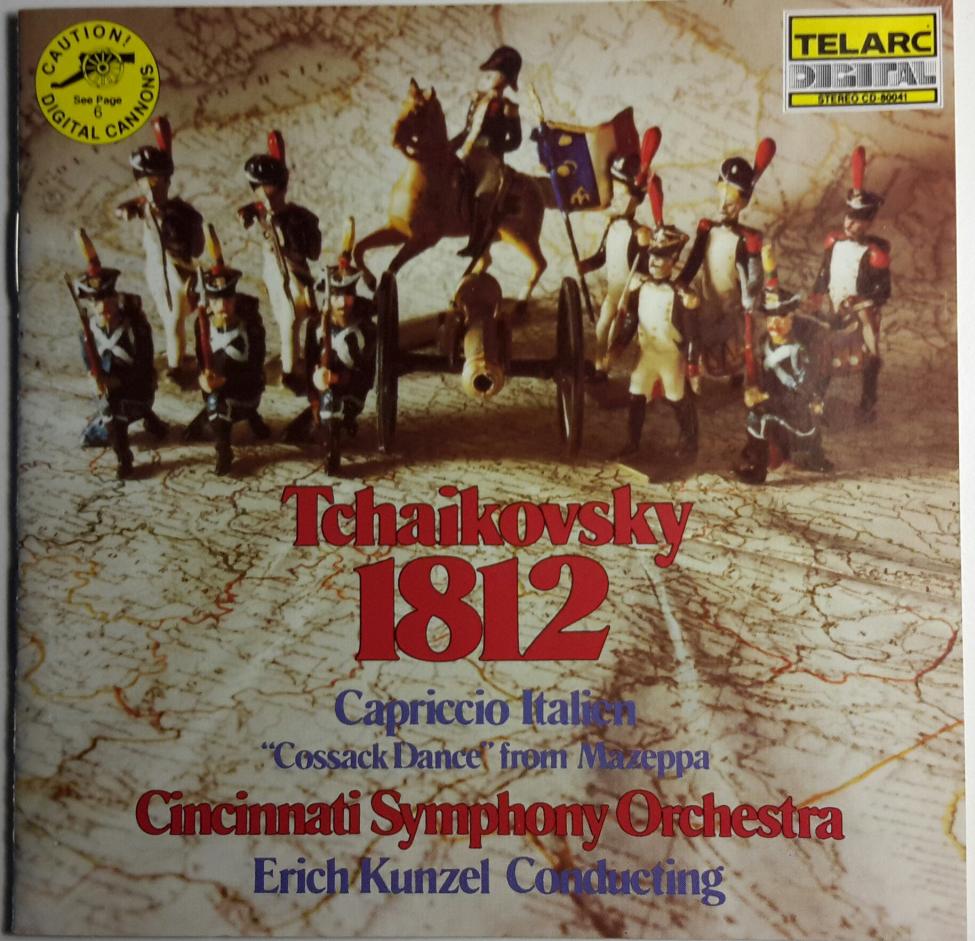 CAUTION!
See Page
6
DIGITAL CANNONS
TELARC
DIGITAL
STEREO CD-80041
Tchaikovsky
1812
Capriccio Italien
“Cossack Dance” from Mazeppa
Cincinnati Symphony Orchestra
Erich Kunzel Conducting